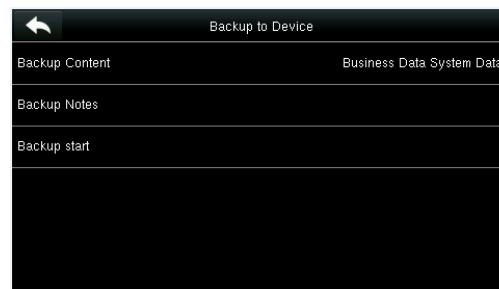 Backup to Device
Backup Content Business Data System Data
Backup Notes
Backup start